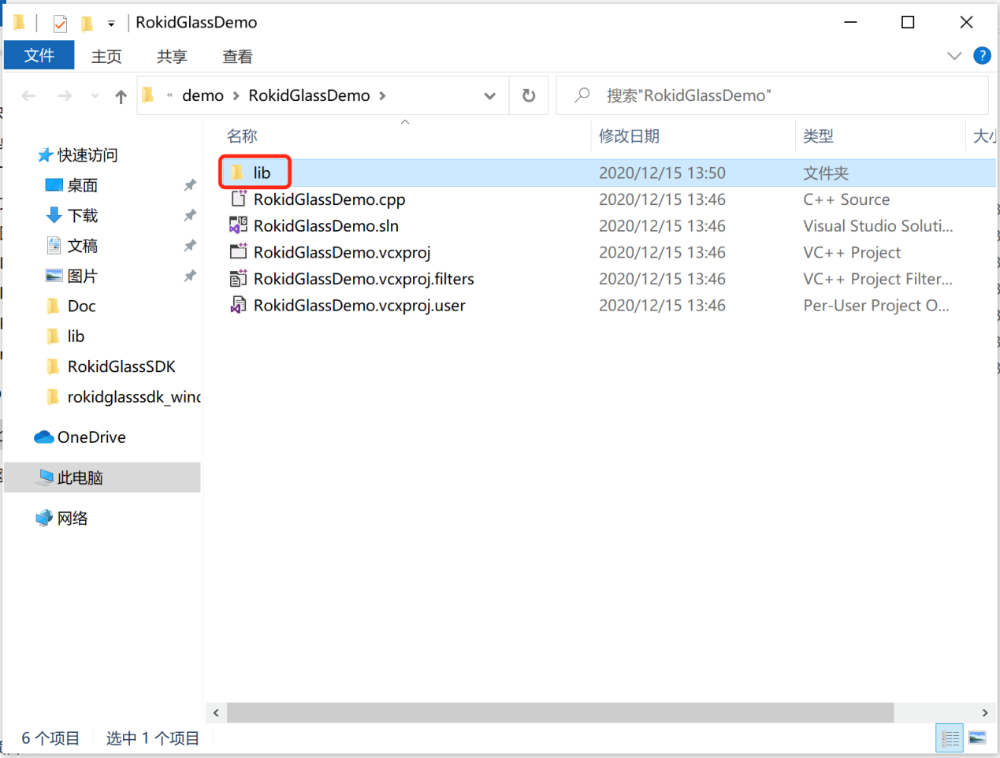 RokidGlassDemo
文件 主页 共享 查看
« demo > RokidGlassDemo > 搜索"RokidGlassDemo"
名称 修改日期 类型
快速访问
桌面
下载
文稿
图片
Doc
lib
RokidGlassSDK
rokidglasssdk_winc
OneDrive
此电脑
网络
lib 2020/12/15 13:50 文件夹
RokidGlassDemo.cpp 2020/12/15 13:46 C++ Source
RokidGlassDemo.sln 2020/12/15 13:46 Visual Studio Soluti...
RokidGlassDemo.vcxproj 2020/12/15 13:46 VC++ Project
RokidGlassDemo.vcxproj.filters 2020/12/15 13:46 VC++ Project Filter...
RokidGlassDemo.vcxproj.user 2020/12/15 13:46 Per-User Project O...
6 个项目 选中 1 个项目